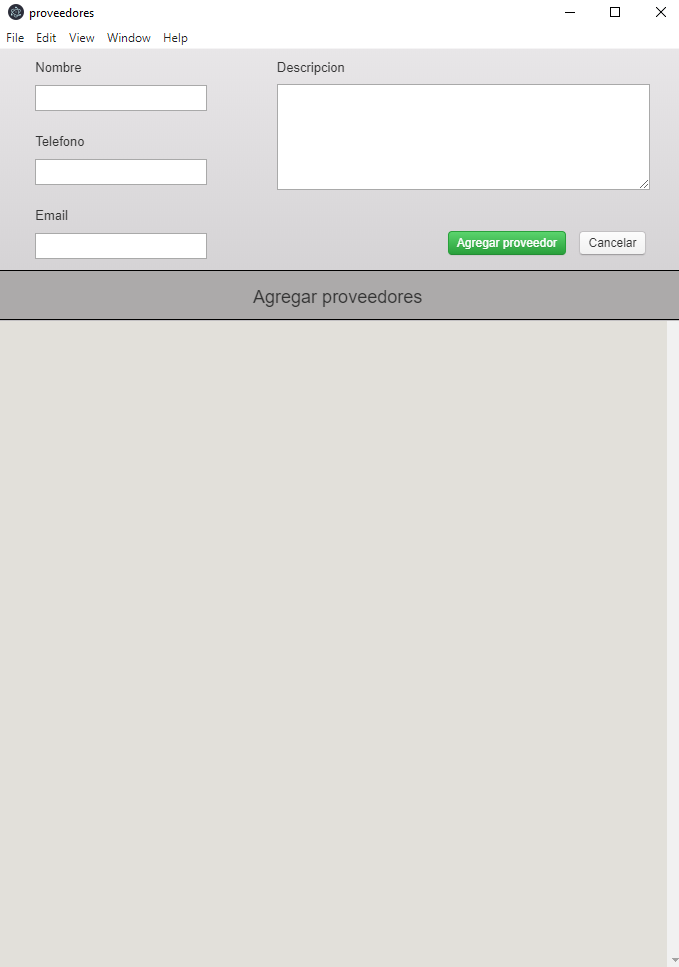 proveedores
File Edit View Window Help
Nombre
Descripcion
Telefono
Email
Agregar proveedor
Cancelar
Agregar proveedores